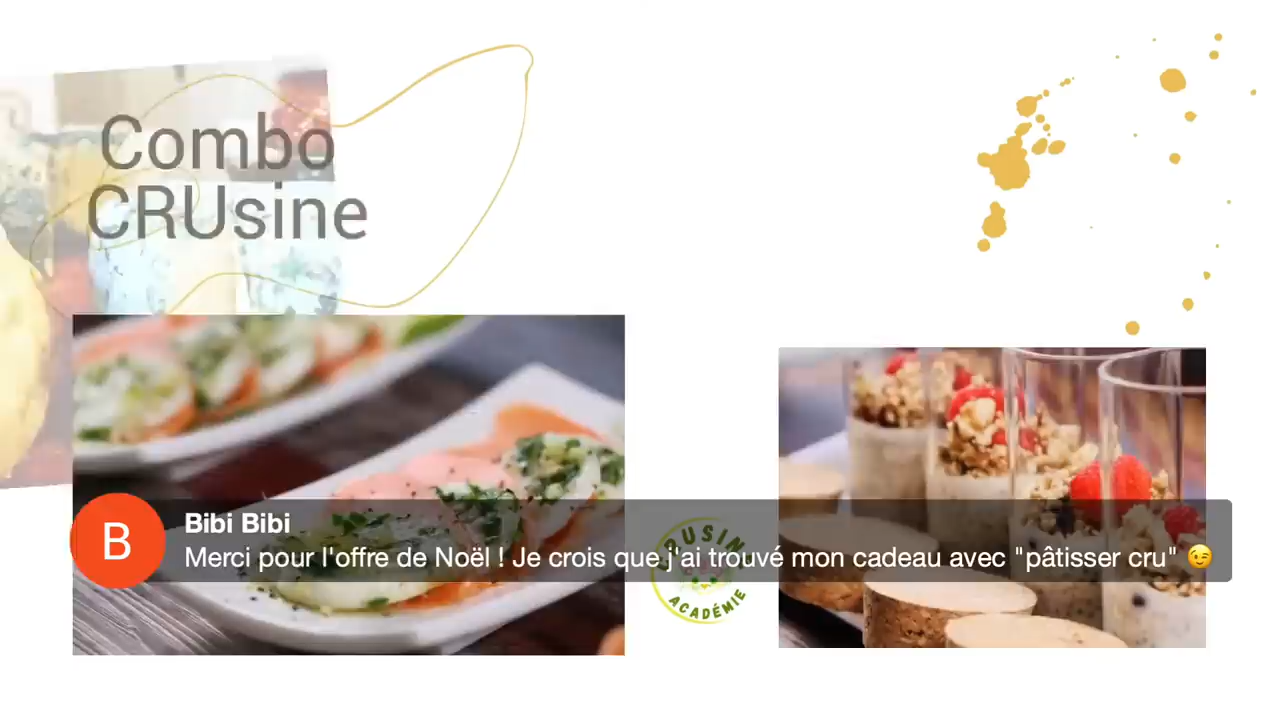 Combo
CRUsine
B
Bibi Bibi
Merci pour l'offre de Noël ! Je crois que j'ai trouvé mon cadeau avec "pâtisser cru" 😉
ACADÉMIE